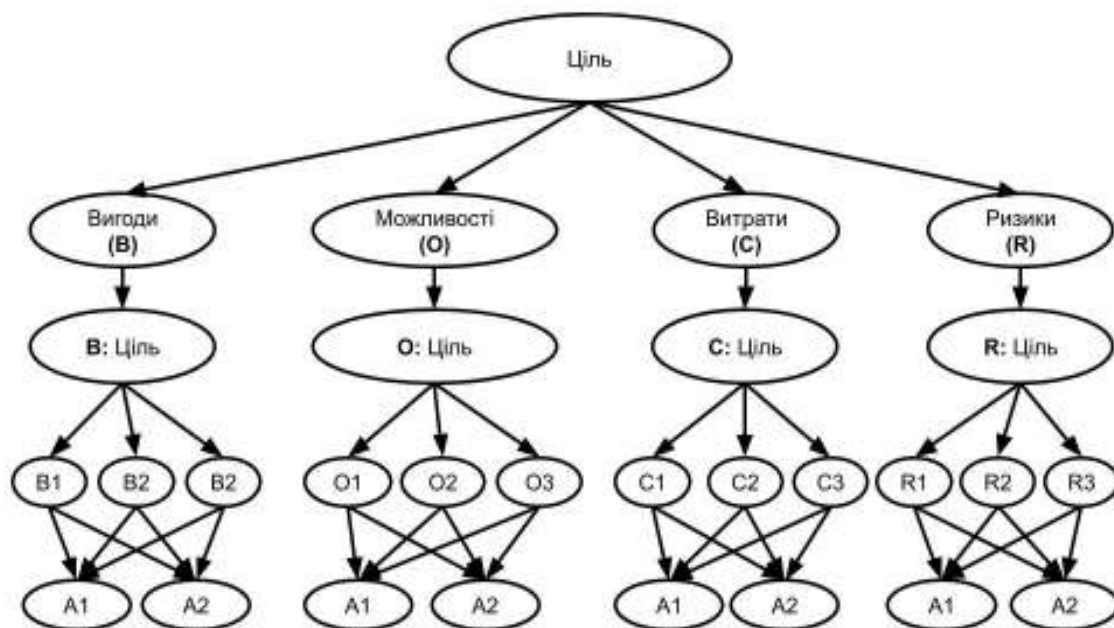 Ціль
Вигоди
(B)
Можливості
(O)
Витрати
(C)
Ризики
(R)
B: Ціль
O: Ціль
C: Ціль
R: Ціль
B1
B2
B2
O1
O2
O3
C1
C2
C3
R1
R2
R3
A1
A2
A1
A2
A1
A2
A1
A2